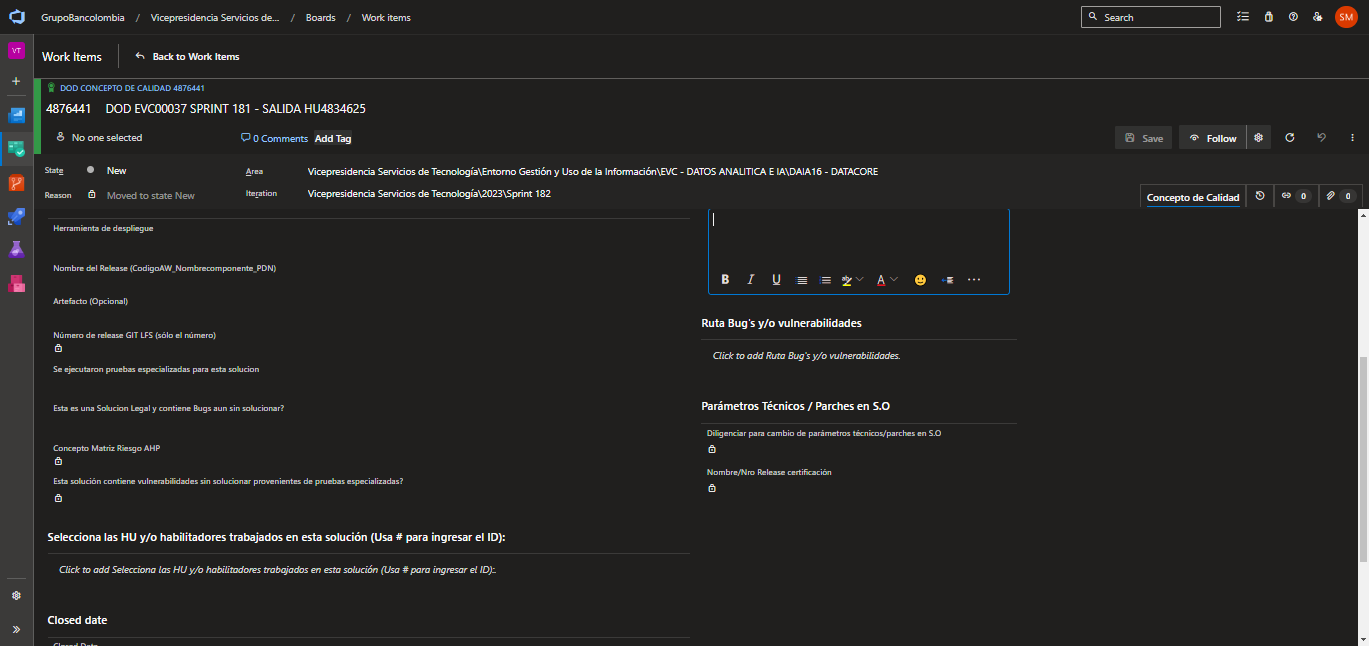 GrupoBancolombia / Vicepresidencia Servicios de... / Boards / Work items
Search
SM
VT
Work Items
Back to Work Items
DOD CONCEPTO DE CALIDAD 4876441
4876441 DOD EVC00037 SPRINT 181 - SALIDA HU4834625
No one selected
0 Comments
Add Tag
Save
Follow
State
New
Area
Vicepresidencia Servicios de Tecnología\Entorno Gestión y Uso de la Información\EVC - DATOS ANALITICA E IA\DAIA16 - DATACORE
Reason
Moved to state New
Iteration
Vicepresidencia Servicios de Tecnología\2023\Sprint 182
Concepto de Calidad
0
0
Herramienta de despliegue
Nombre del Release (CodigoAW_Nombrecomponente_PDN)
Artefacto (Opcional)
Número de release GIT LFS (sólo el número)
Se ejecutaron pruebas especializadas para esta solucion
Esta es una Solucion Legal y contiene Bugs aun sin solucionar?
Concepto Matriz Riesgo AHP
Esta solución contiene vulnerabilidades sin solucionar provenientes de pruebas especializadas?
Selecciona las HU y/o habilitadores trabajados en esta solución (Usa # para ingresar el ID):
Click to add Selecciona las HU y/o habilitadores trabajados en esta solución (Usa # para ingresar el ID):.
Closed date
Closed Date
B I U A
Ruta Bug's y/o vulnerabilidades
Click to add Ruta Bug's y/o vulnerabilidades.
Parámetros Técnicos / Parches en S.O
Diligenciar para cambio de parámetros técnicos/parches en S.O
Nombre/Nro Release certificación